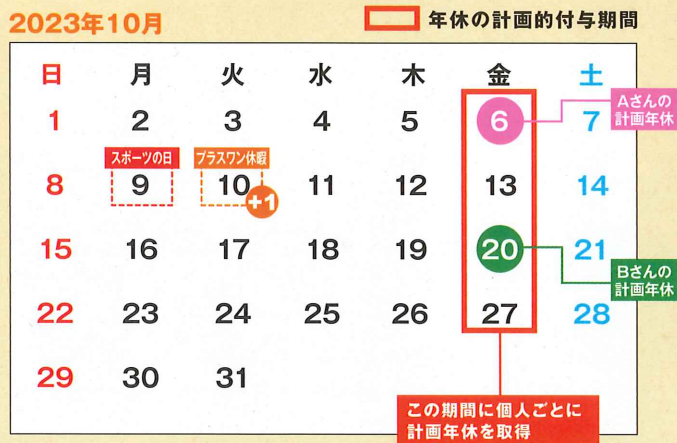 2023年10月
年休の計画的付与期間
日 月 火 水 木 金 土
1 2 3 4 5 6 7
Aさんの
計画年休
スポーツの日 プラスワン休暇
8 9 10 11 12 13 14
+1
15 16 17 18 19 20 21
Bさんの
計画年休
22 23 24 25 26 27 28
29 30 31
この期間に個人ごとに
計画年休を取得